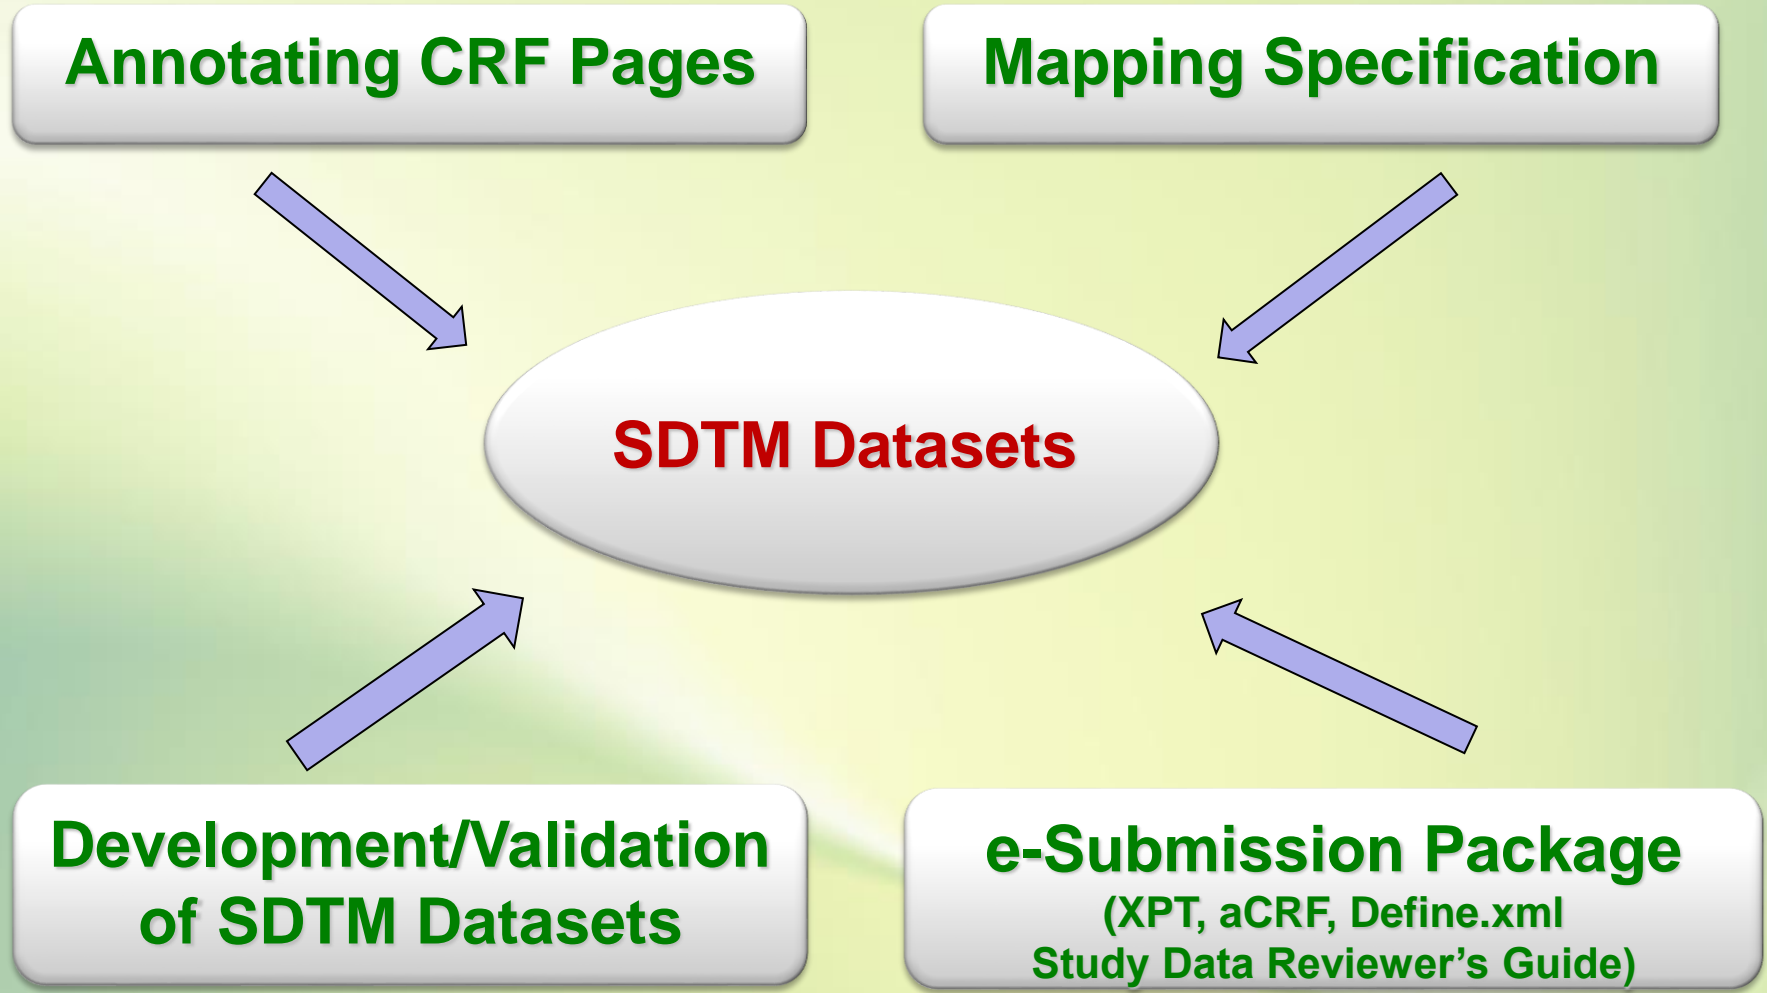 Annotating CRF Pages
Mapping Specification
SDTM Datasets
Development/Validation
of SDTM Datasets
e-Submission Package
(XPT, aCRF, Define.xml
Study Data Reviewer’s Guide)